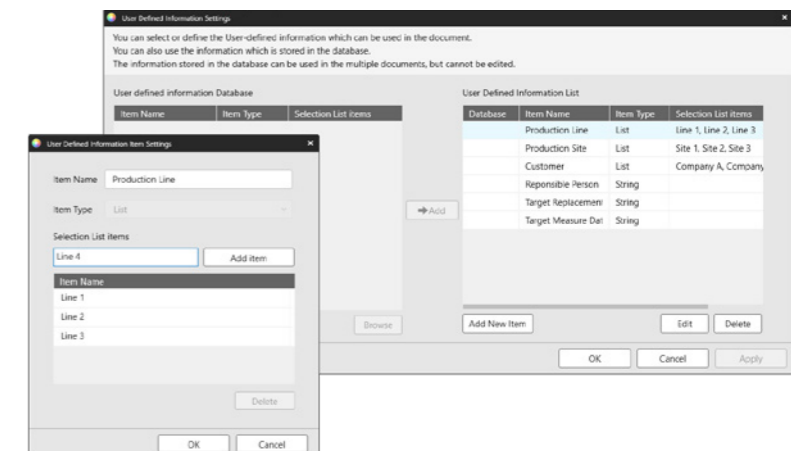 User Defined Information Settings
You can select or define the User-defined information which can be used in the document.
You can also use the information which is stored in the database.
The information stored in the database can be used in the multiple documents, but cannot be edited.
User defined information Database
Item Name Item Type Selection List items
Add
Browse
User Defined Information List
Database Item Name Item Type Selection List items
Production Line List Line 1, Line 2, Line 3
Production Site List Site 1, Site 2, Site 3
Customer List Company A, Company
Reponsible Person String
Target Replacement String
Target Measure Dat String
Add New Item Edit Delete
OK Cancel Apply
User Defined Information Item Settings
Item Name Production Line
Item Type List
Selection List items
Line 4 Add item
Item Name
Line 1
Line 2
Line 3
Delete
OK Cancel